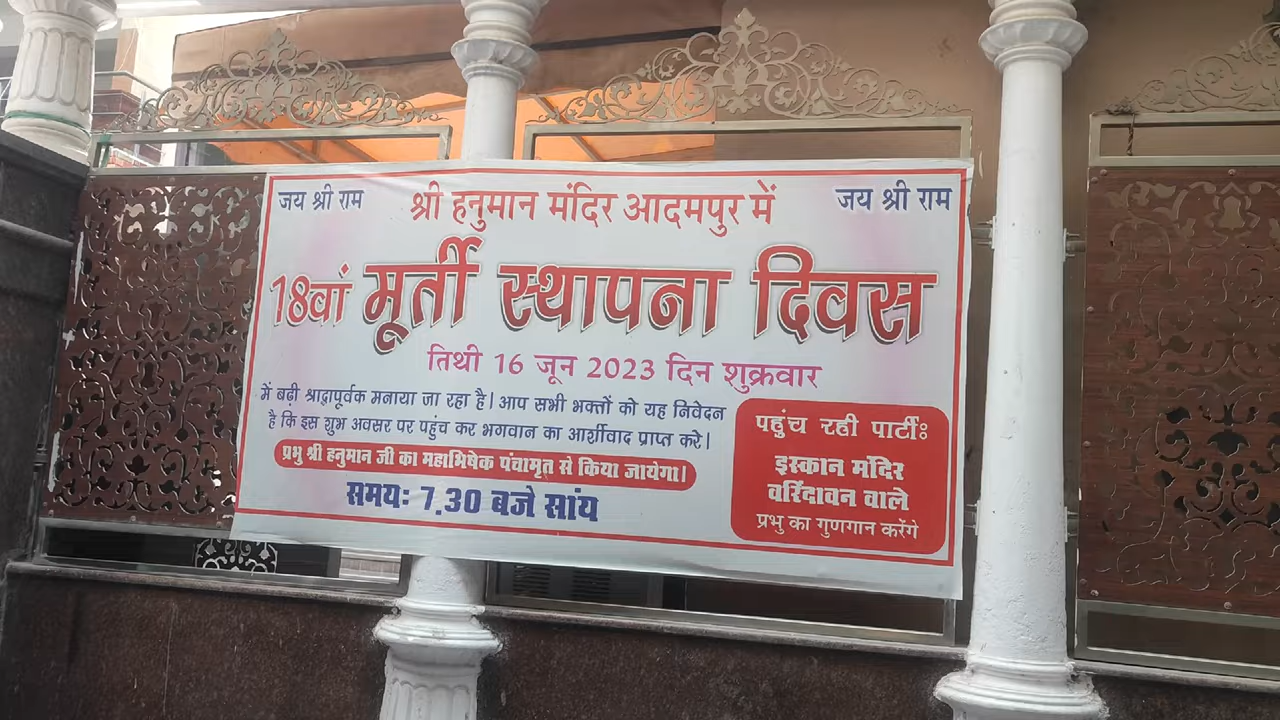 जय श्री राम
श्री हनुमान मंदिर आदमपुर में
जय श्री राम
18वां मूर्ती स्थापना दिवस
तिथी 16 जून 2023 दिन शुक्रवार
में बढ़ी श्राद्धापूर्वक मनाया जा रहा है। आप सभी भक्तों को यह निवेदन
है कि इस शुभ अवसर पर पहुंच कर भगवान का आर्शीवाद प्राप्त करे।
प्रभु श्री हनुमान जी का महाभिषेक पंचामृत से किया जायेगा।
समयः 7.30 बजे सांय
पहुंच रही पार्टीः
इस्कान मंदिर
वरिंदावन वाले
प्रभु का गुणगान करेंगे